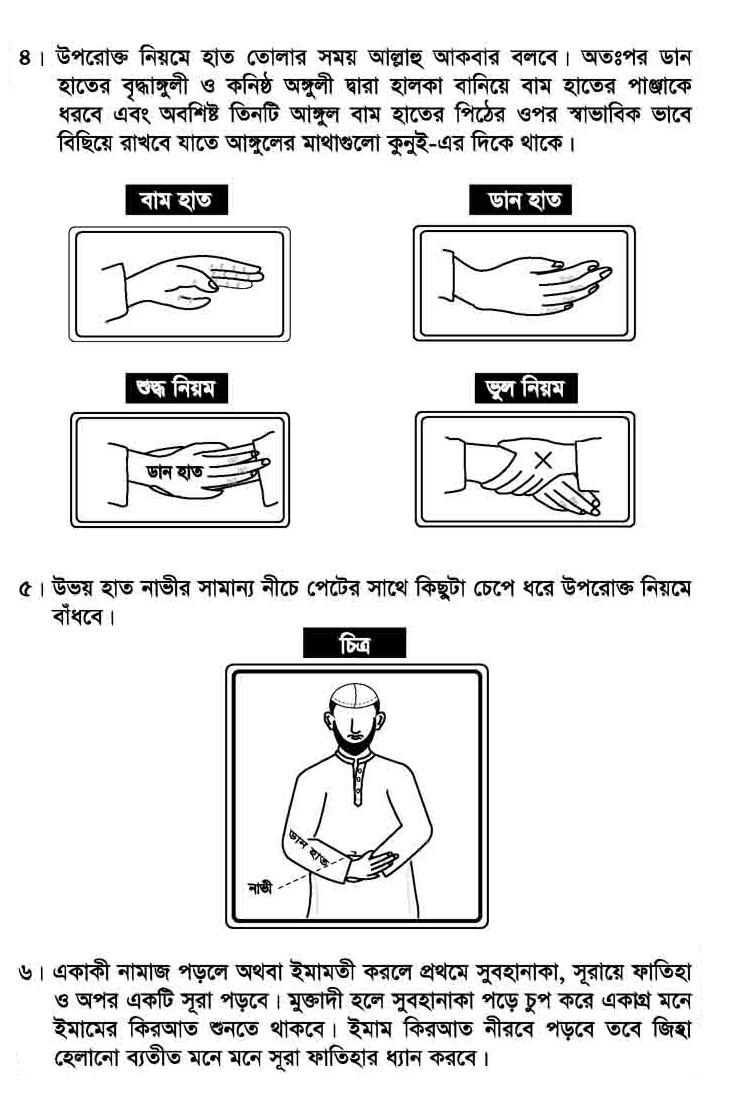 ৪। উপরোক্ত নিয়মে হাত তোলার সময় আল্লাহু আকবার বলবে। অতঃপর ডান
হাতের বৃদ্ধাঙ্গুলী ও কনিষ্ঠ অঙ্গুলী দ্বারা হালকা বানিয়ে বাম হাতের পাঞ্জাকে
ধরবে এবং অবশিষ্ট তিনটি আঙ্গুল বাম হাতের পিঠের ওপর স্বাভাবিক ভাবে
বিছিয়ে রাখবে যাতে আঙ্গুলের মাথাগুলো কুনুই-এর দিকে থাকে।
বাম হাত
ডান হাত
শুদ্ধ নিয়ম
ভুল নিয়ম
ডান হাত
৫। উভয় হাত নাভীর সামান্য নীচে পেটের সাথে কিছুটা চেপে ধরে উপরোক্ত নিয়মে
বাঁধবে।
চিত্র
ডান হাত
নাভী
৬। একাকী নামাজ পড়লে অথবা ইমামতী করলে প্রথমে সুবহানাকা, সূরায়ে ফাতিহা
ও অপর একটি সূরা পড়বে। মুক্তাদী হলে সুবহানাকা পড়ে চুপ করে একাগ্র মনে
ইমামের কিরআত শুনতে থাকবে। ইমাম কিরআত নীরবে পড়বে তবে জিহ্বা
হেলানো ব্যতীত মনে মনে সূরা ফাতিহার ধ্যান করবে।